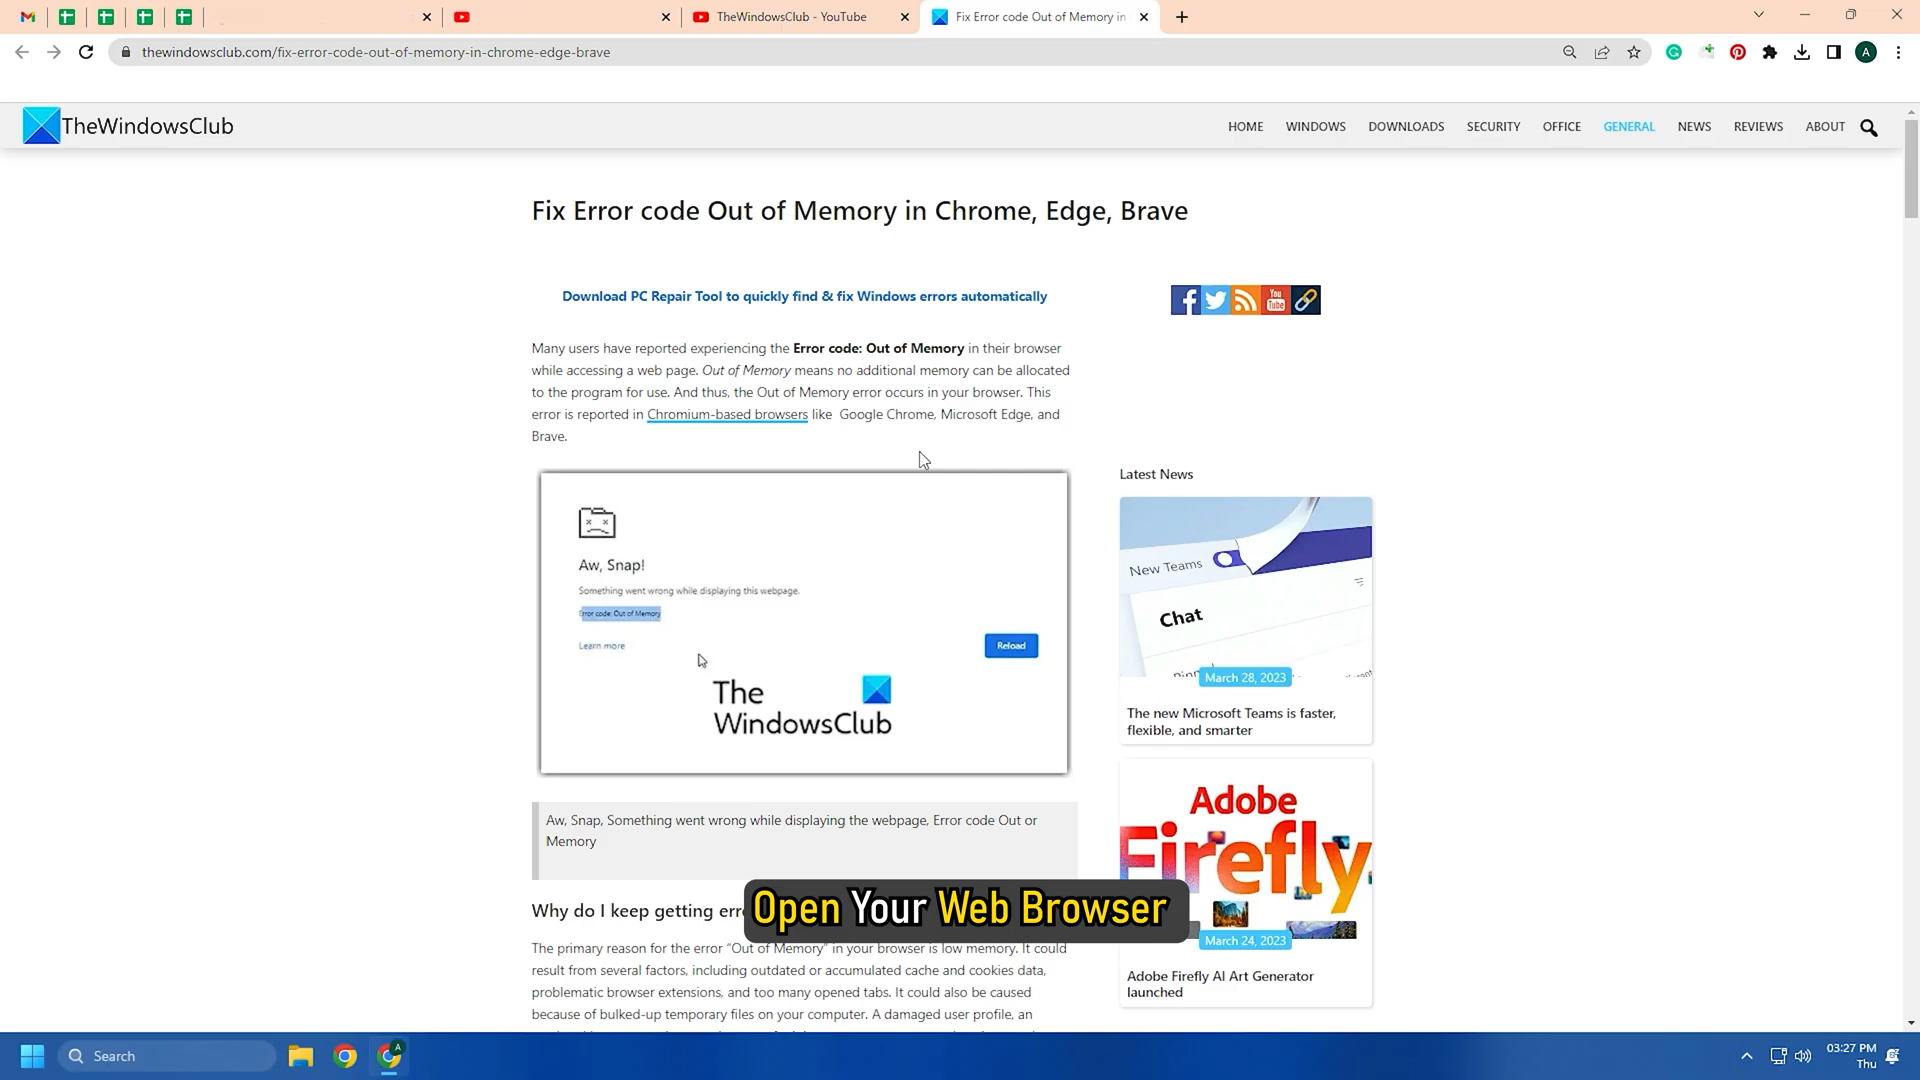 TheWindowsClub - YouTube
Fix Error code Out of Memory in
thewindowsclub.com/fix-error-code-out-of-memory-in-chrome-edge-brave
A
TheWindowsClub
HOME WINDOWS DOWNLOADS SECURITY OFFICE GENERAL NEWS REVIEWS ABOUT
Fix Error code Out of Memory in Chrome, Edge, Brave
Download PC Repair Tool to quickly find & fix Windows errors automatically
You
Tube
Many users have reported experiencing the Error code: Out of Memory in their browser
while accessing a web page. Out of Memory means no additional memory can be allocated
to the program for use. And thus, the Out of Memory error occurs in your browser. This
error is reported in Chromium-based browsers like Google Chrome, Microsoft Edge, and
Brave.
Aw, Snap!
Something went wrong while displaying this webpage.
Error code: Out of Memory
Learn more
Reload
The
WindowsClub
Aw, Snap, Something went wrong while displaying the webpage, Error code Out or
Memory
Why do I keep getting
The primary reason for the error “Out of Memory” in your browser is low memory. It could
result from several factors, including outdated or accumulated cache and cookies data,
problematic browser extensions, and too many opened tabs. It could also be caused
because of bulked-up temporary files on your computer. A damaged user profile, an
Latest News
New Teams
Chat
March 28, 2023
The new Microsoft Teams is faster,
flexible, and smarter
Adobe
Firefly
March 24, 2023
Adobe Firefly AI Art Generator
launched
Open Your Web Browser
Search
A
03:27 PM
Thu